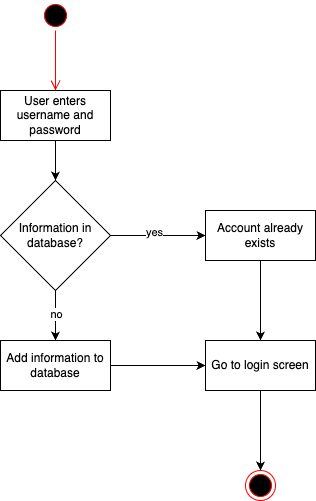 User enters
username and
password
Information in
database?
yes
Account already
exists
no
Add information to
database
Go to login screen